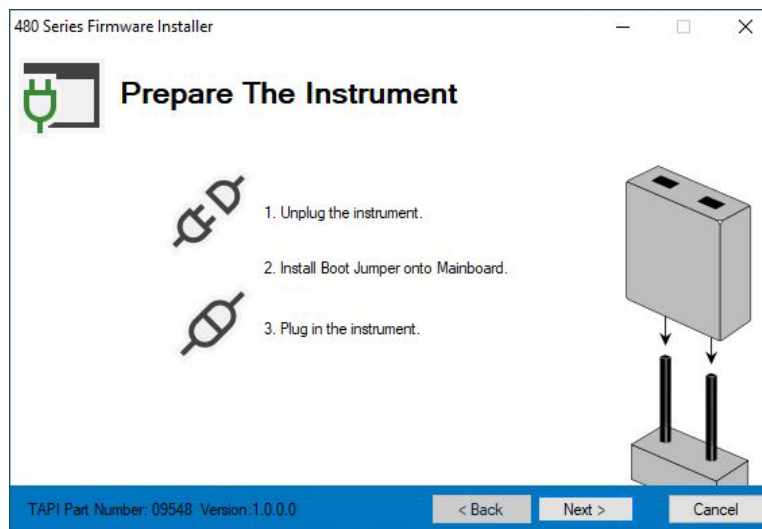 480 Series Firmware Installer
Prepare The Instrument
1. Unplug the instrument.
2. Install Boot Jumper onto Mainboard.
3. Plug in the instrument.
TAPI Part Number: 09548 Version:1.0.0.0
< Back Next > Cancel